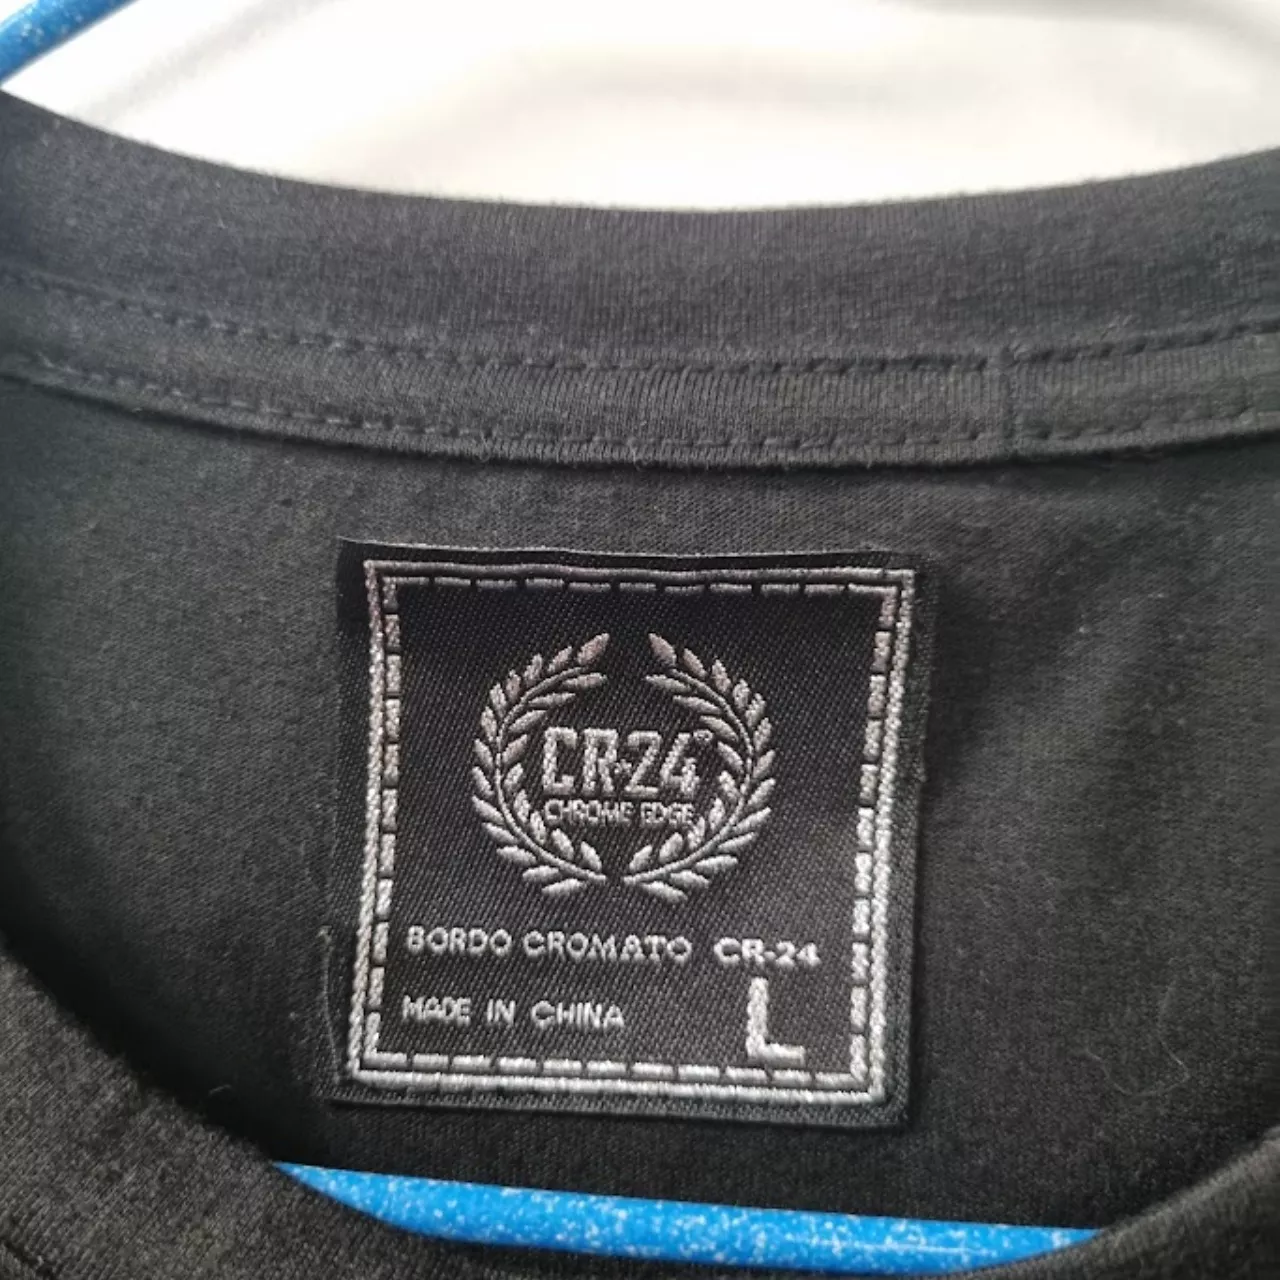 CR-24
CHROME EDGE
BORDO CROMATO CR-24
MADE IN CHINA L